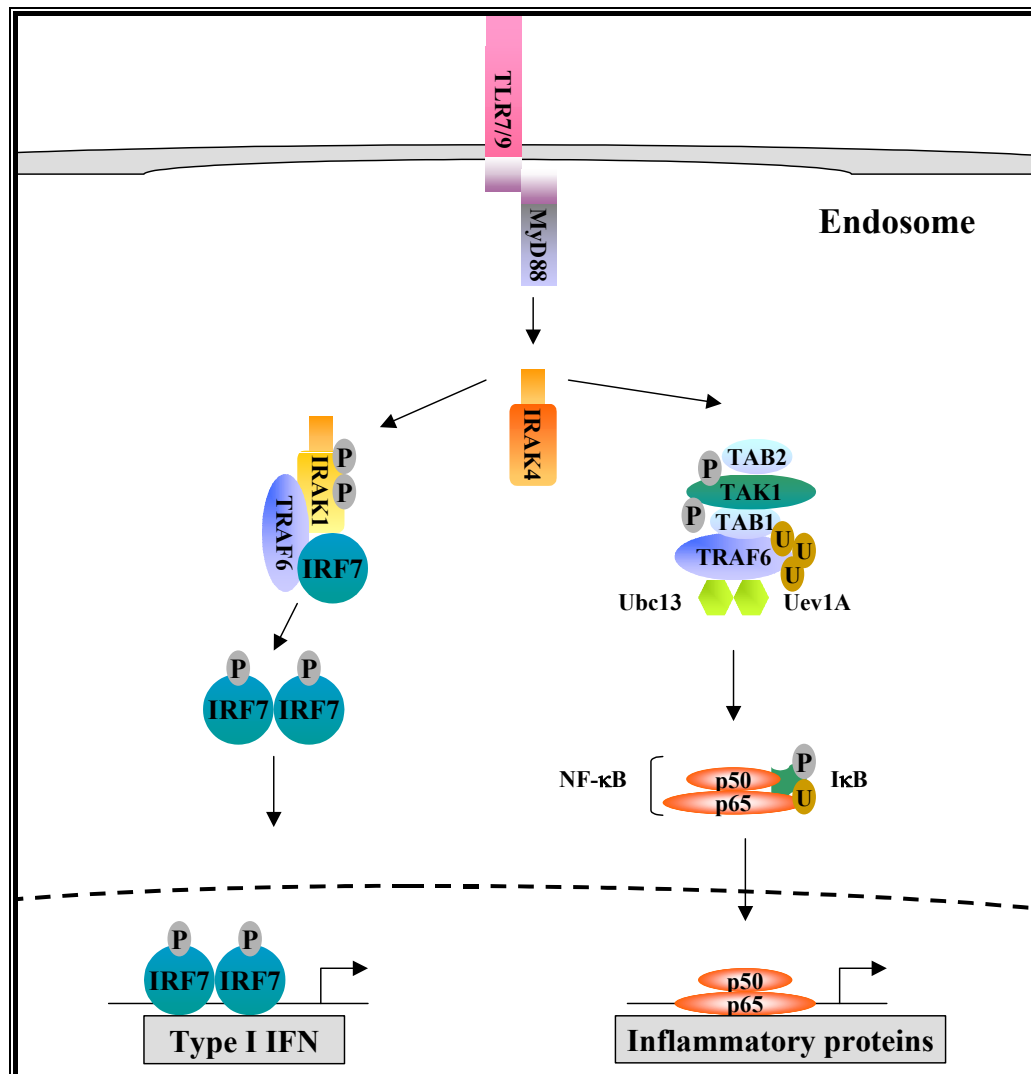 TLR7/9
MyD88
Endosome
IRAK4
IRAK1
P
P
TRAF6
IRF7
TAB2
P
TAK1
P
TAB1
U
U
U
TRAF6
Ubc13
Uev1A
P
P
IRF7
IRF7
NF-κB
p50
p65
P
U
IκB
P
P
IRF7
IRF7
Type I IFN
p50
p65
Inflammatory proteins